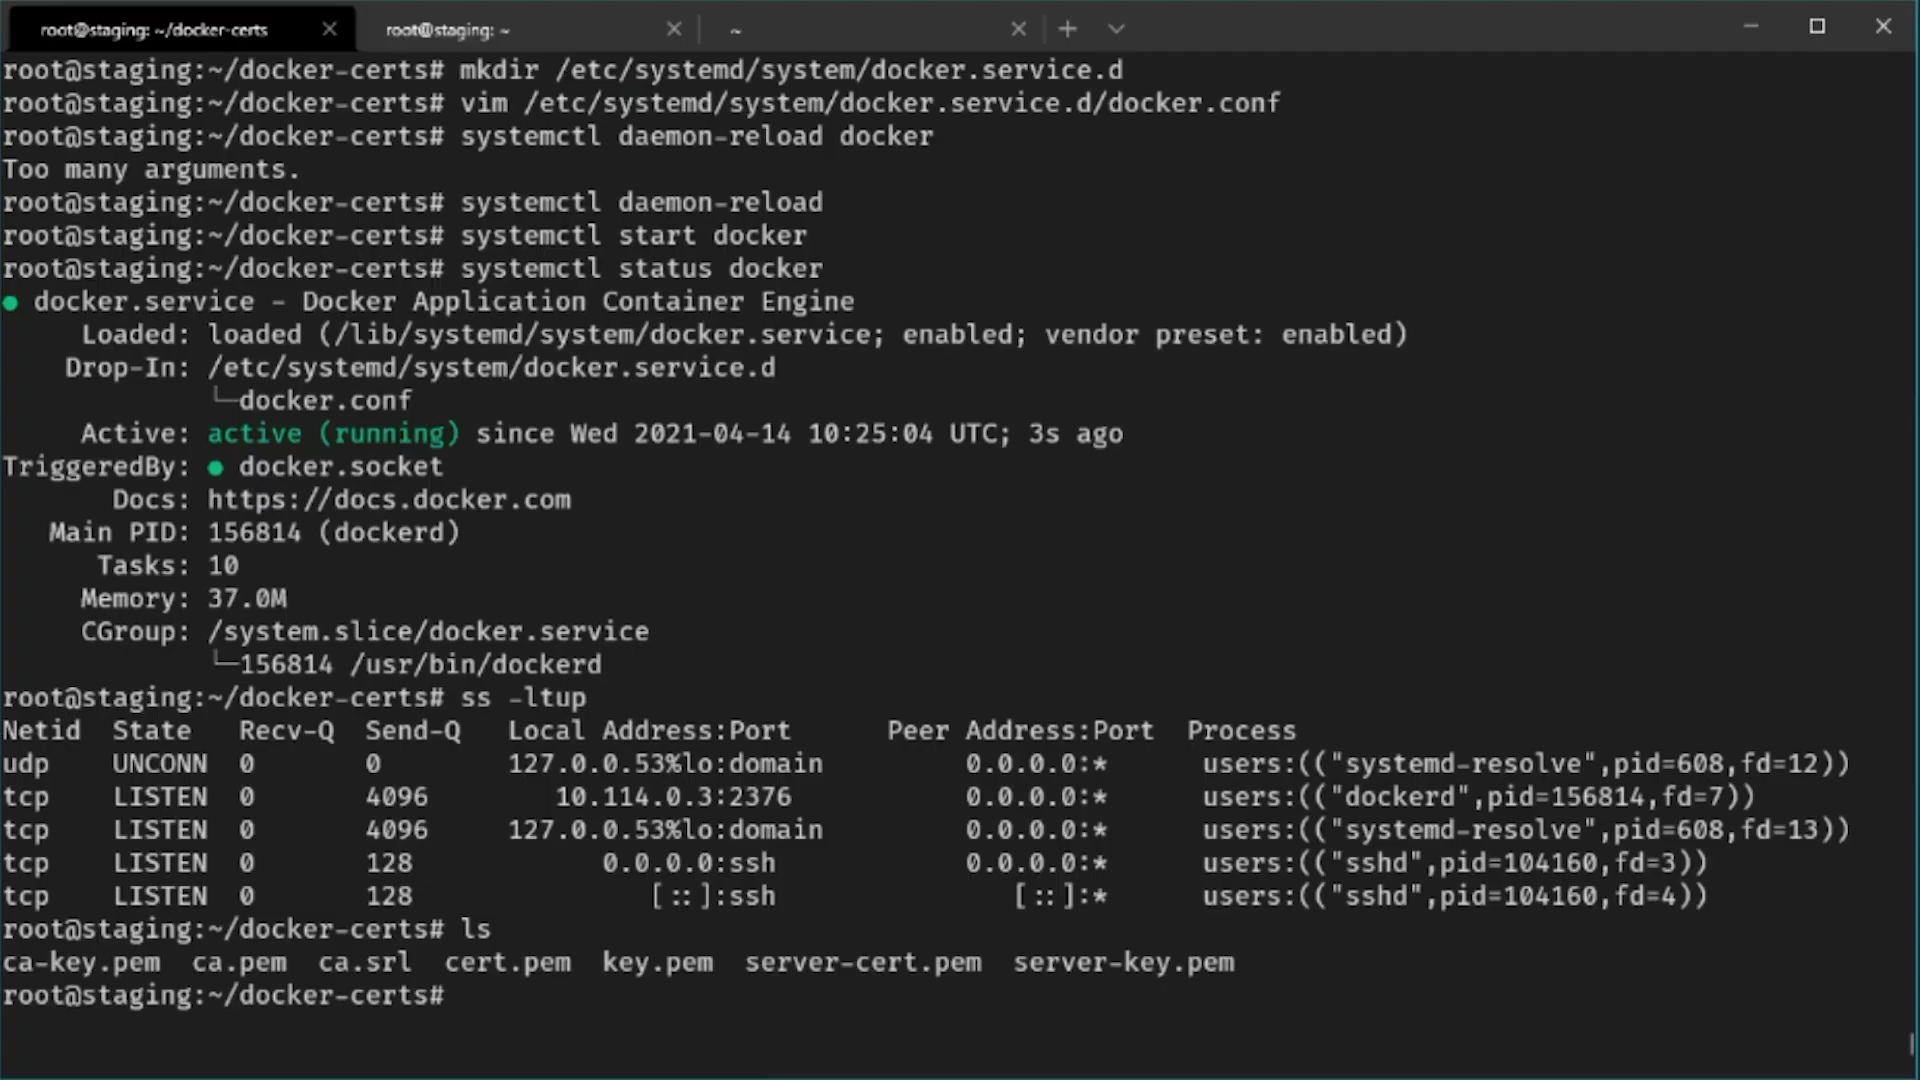 root@staging: ~/docker-certs
root@staging: ~
~
root@staging:~/docker-certs# mkdir /etc/systemd/system/docker.service.d
root@staging:~/docker-certs# vim /etc/systemd/system/docker.service.d/docker.conf
root@staging:~/docker-certs# systemctl daemon-reload docker
Too many arguments.
root@staging:~/docker-certs# systemctl daemon-reload
root@staging:~/docker-certs# systemctl start docker
root@staging:~/docker-certs# systemctl status docker
● docker.service - Docker Application Container Engine
Loaded: loaded (/lib/systemd/system/docker.service; enabled; vendor preset: enabled)
Drop-In: /etc/systemd/system/docker.service.d
└─docker.conf
Active: active (running) since Wed 2021-04-14 10:25:04 UTC; 3s ago
TriggeredBy: ● docker.socket
Docs: https://docs.docker.com
Main PID: 156814 (dockerd)
Tasks: 10
Memory: 37.0M
CGroup: /system.slice/docker.service
└─156814 /usr/bin/dockerd
root@staging:~/docker-certs# ss -ltup
Netid State Recv-Q Send-Q Local Address:Port Peer Address:Port Process
udp UNCONN 0 0 127.0.0.53%lo:domain 0.0.0.0:* users:(("systemd-resolve",pid=608,fd=12))
tcp LISTEN 0 4096 10.114.0.3:2376 0.0.0.0:* users:(("dockerd",pid=156814,fd=7))
tcp LISTEN 0 4096 127.0.0.53%lo:domain 0.0.0.0:* users:(("systemd-resolve",pid=608,fd=13))
tcp LISTEN 0 128 0.0.0.0:ssh 0.0.0.0:* users:(("sshd",pid=104160,fd=3))
tcp LISTEN 0 128 [::]:ssh [::]:* users:(("sshd",pid=104160,fd=4))
root@staging:~/docker-certs# ls
ca-key.pem ca.pem ca.srl cert.pem key.pem server-cert.pem server-key.pem
root@staging:~/docker-certs#